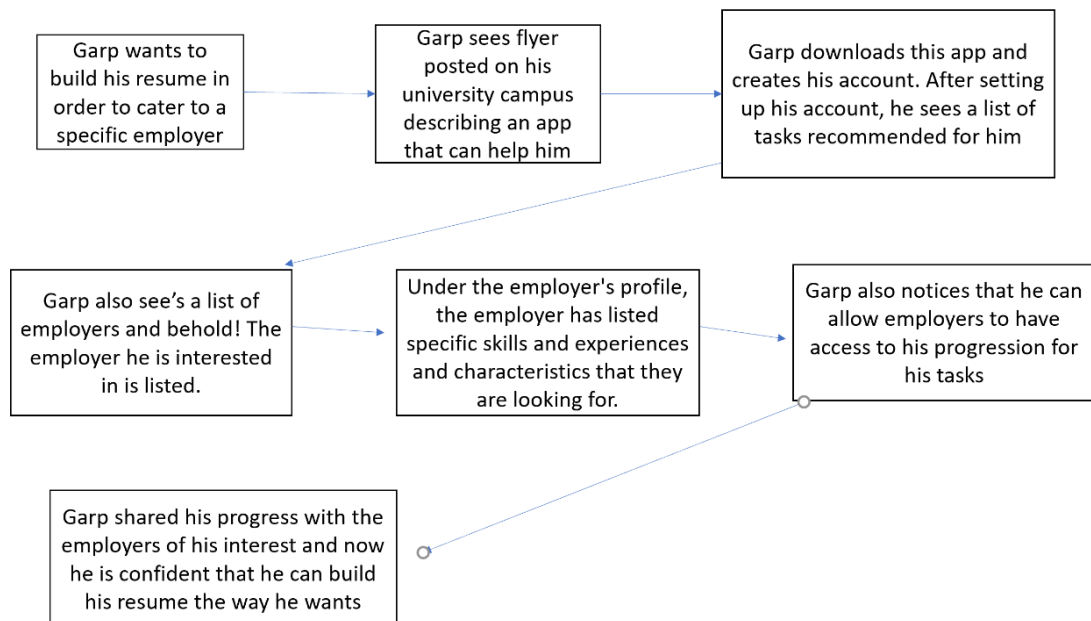 Garp wants to
build his resume in
order to cater to a
specific employer
Garp sees flyer
posted on his
university campus
describing an app
that can help him
Garp downloads this app and
creates his account. After setting
up his account, he sees a list of
tasks recommended for him
Garp also see’s a list of
employers and behold! The
employer he is interested
in is listed.
Under the employer's profile,
the employer has listed
specific skills and experiences
and characteristics that they
are looking for.
Garp also notices that he can
allow employers to have
access to his progression for
his tasks
Garp shared his progress with the
employers of his interest and now
he is confident that he can build
his resume the way he wants